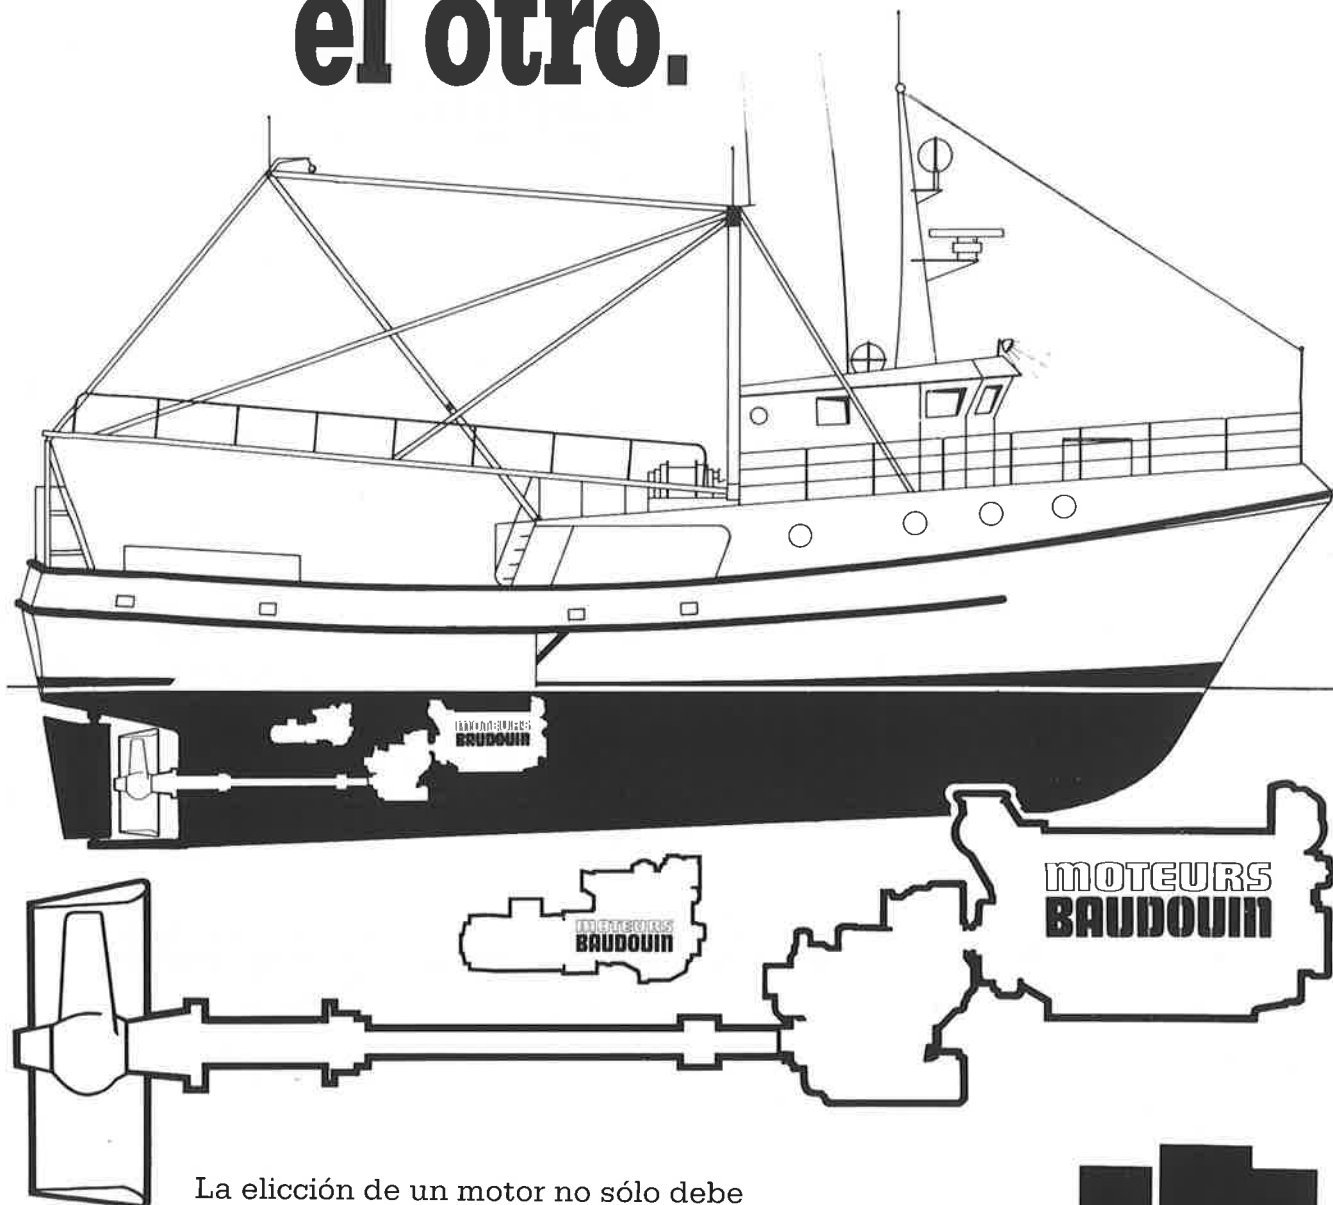 el otro.
MOTEURS
BAUDOUIN
MOTEURS
BAUDOUIN
MOTEURS
BAUDOUIN
La elicción de un motor no sólo debe